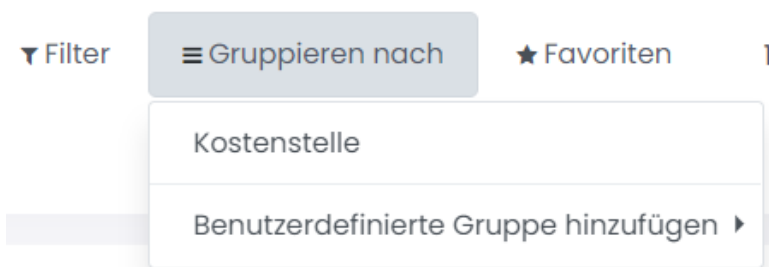 Filter Gruppieren nach Favoriten
Kostenstelle
Benutzerdefinierte Gruppe hinzufügen